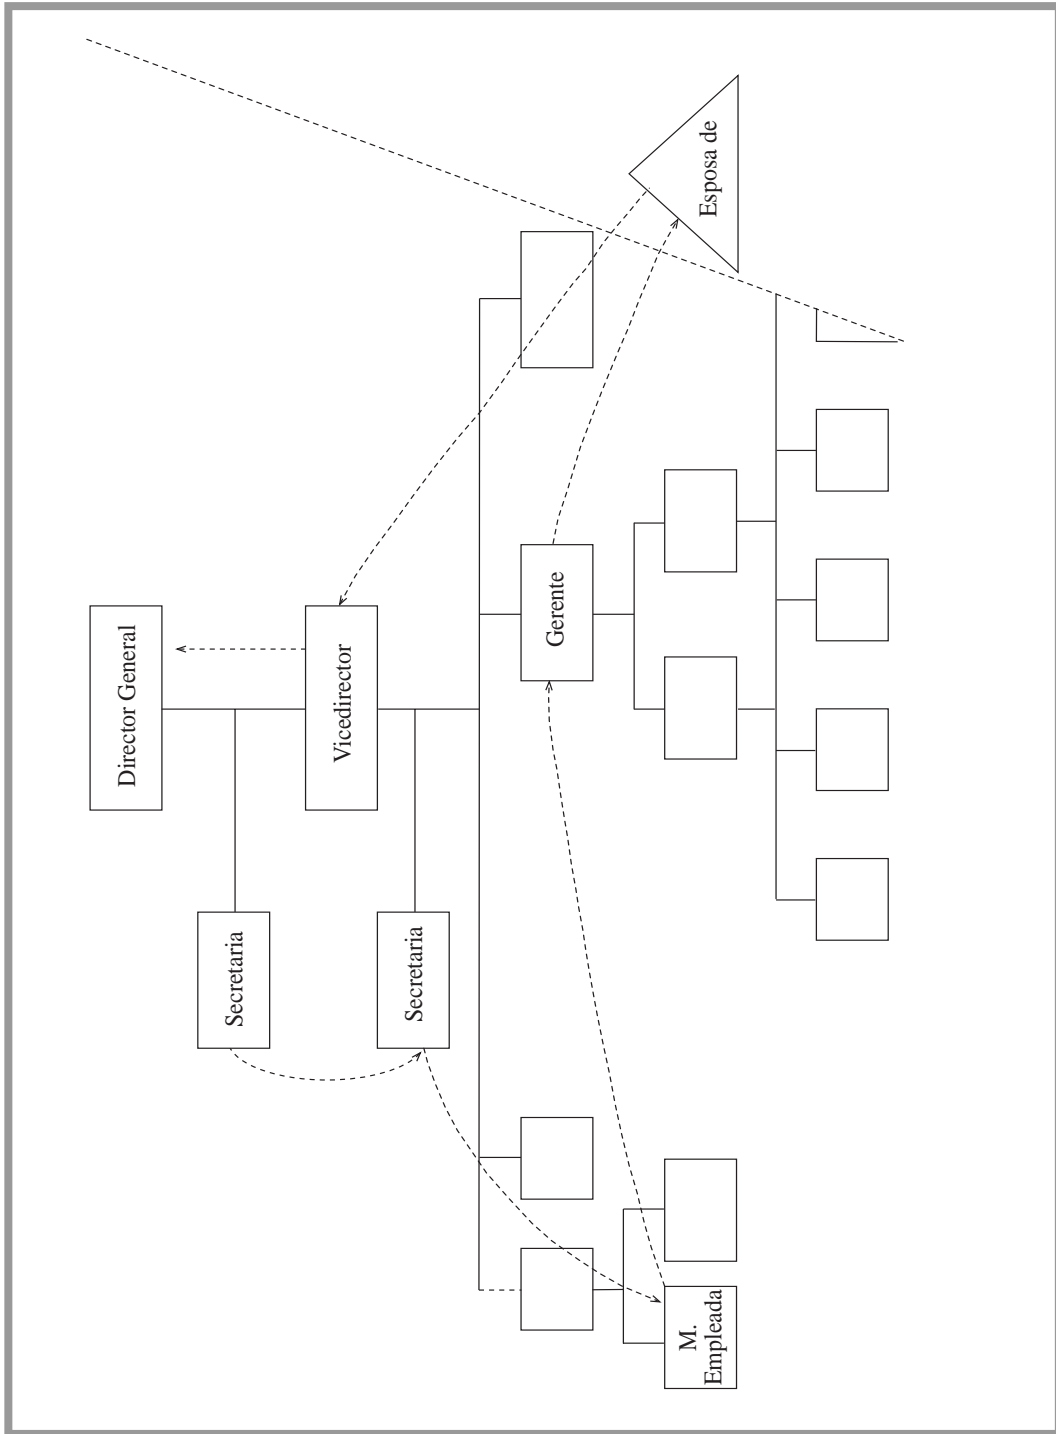 Director General
Vicedirector
Secretaria
Secretaria
Gerente
Esposa de
M.
Empleada